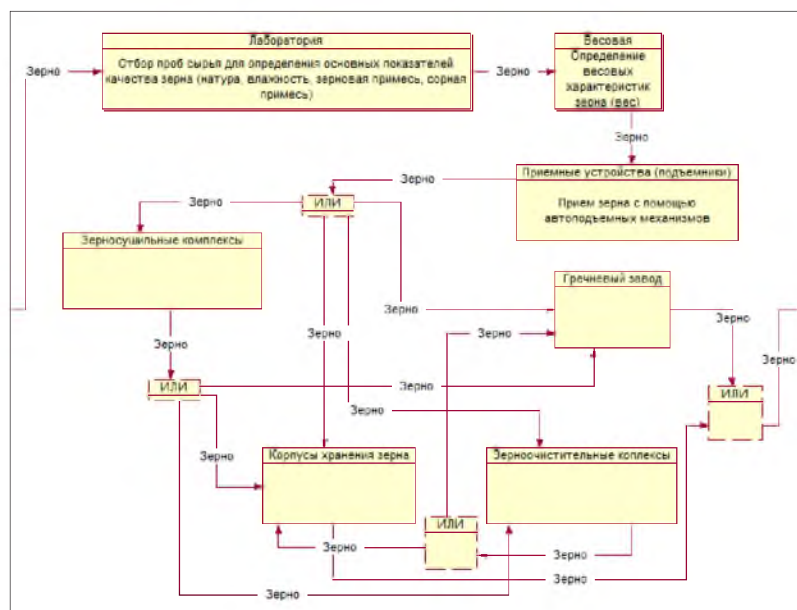 Лаборатория
Отбор проб сырья для определения основных показателей
качества зерна (натура, влажность, зерновая примесь, сорная
примесь)
Весовая
Определение
весовых
характеристик
зерна (вес)
Зерно
Зерно
Зерно
Приемные устройства (подъемники)
Прием зерна с помощью
автоподъемных механизмов
Зерно
ИЛИ
Зерно
Зерносушильные комплексы
Гречневый завод
Зерно
Зерно
Зерно
Зерно
Зерно
Зерно
Зерно
ИЛИ
Зерно
ИЛИ
Зерно
Зерно
Зерно
Корпусы хранения зерна
Зерноочистительные коплексы
ИЛИ
Зерно
Зерно
Зерно
Зерно